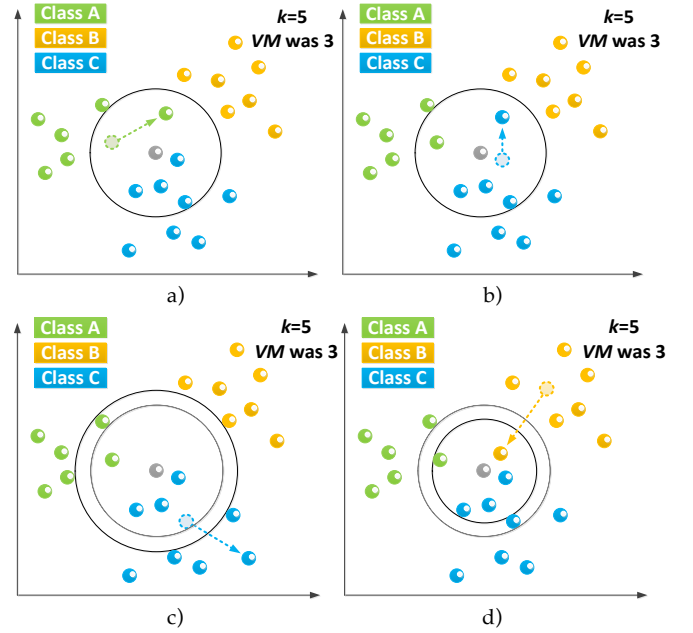 Class A
Class B
Class C
k=5
VM was 3
Class A
Class B
Class C
k=5
VM was 3
a)
b)
Class A
Class B
Class C
k=5
VM was 3
Class A
Class B
Class C
k=5
VM was 3
c)
d)